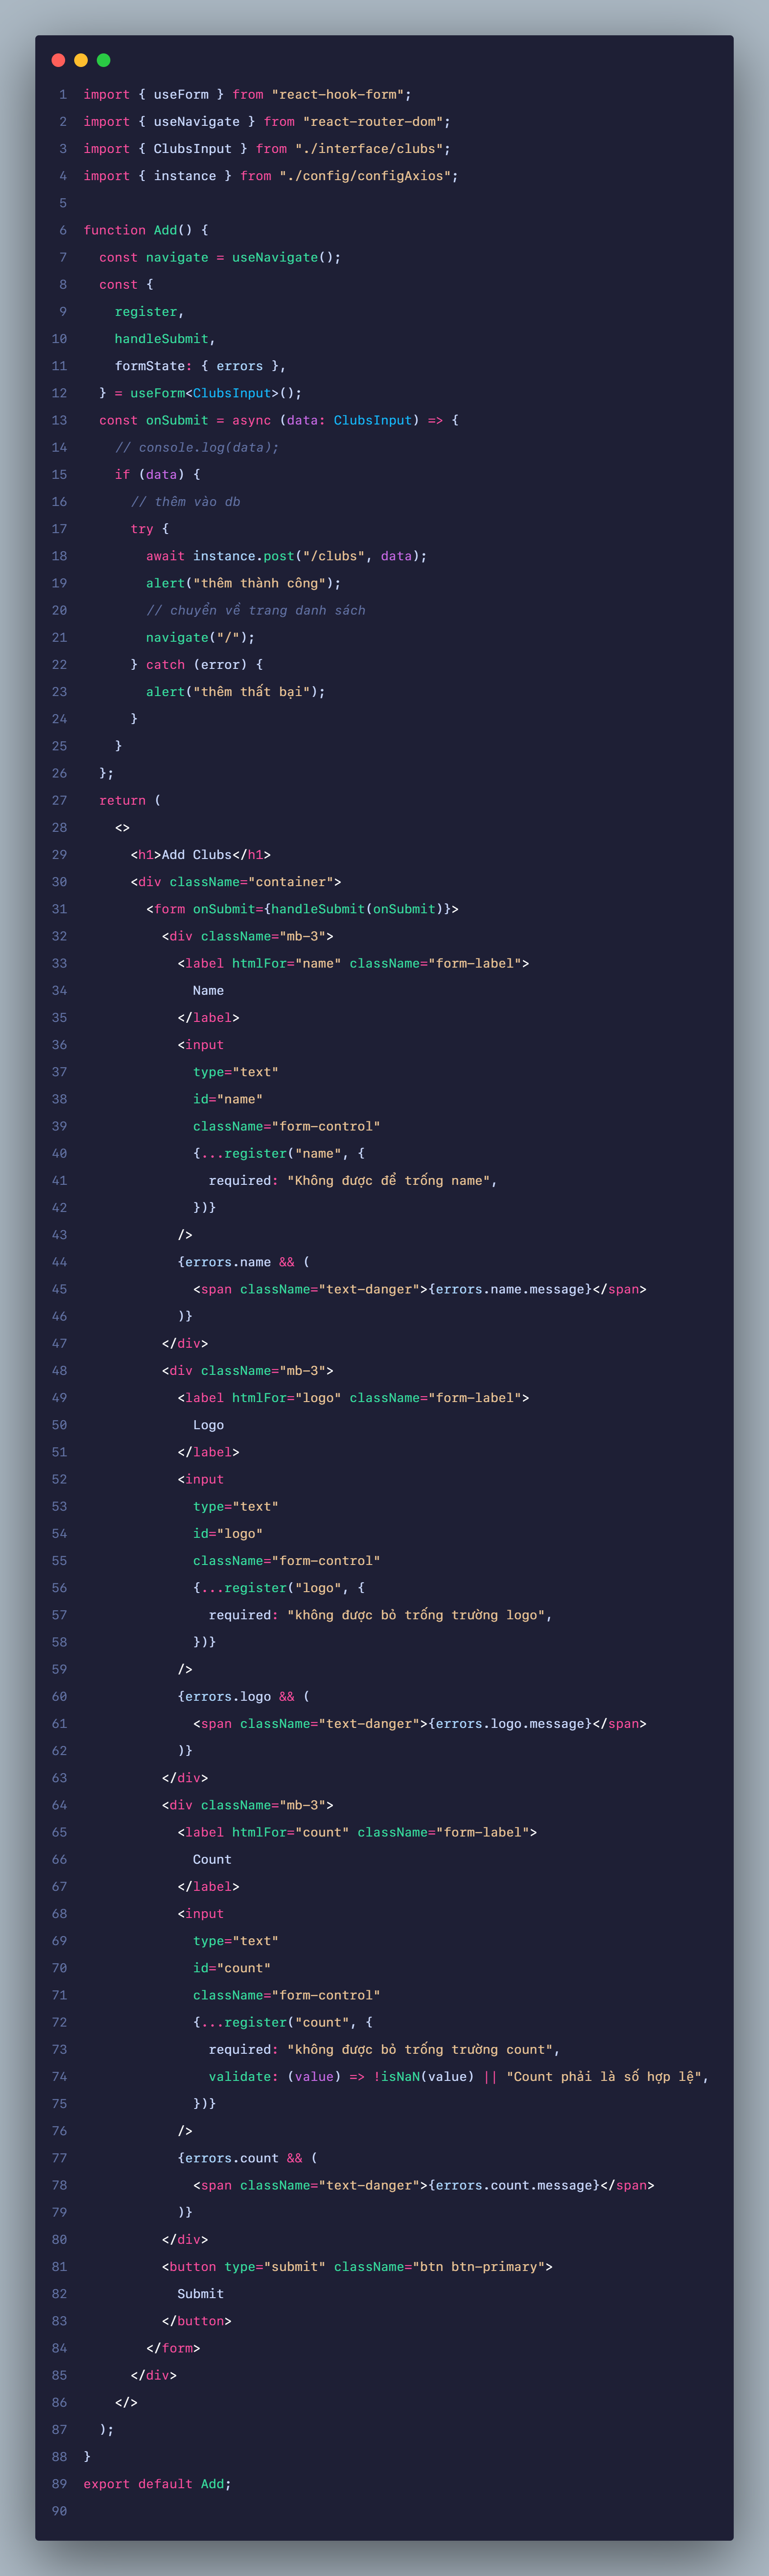 1 import { useForm } from "react-hook-form";
2 import { useNavigate } from "react-router-dom";
3 import { ClubsInput } from "./interface/clubs";
4 import { instance } from "./config/configAxios";
5
6 function Add() {
7   const navigate = useNavigate();
8   const {
9     register,
10     handleSubmit,
11     formState: { errors },
12   } = useForm<ClubsInput>();
13   const onSubmit = async (data: ClubsInput) => {
14     // console.log(data);
15     if (data) {
16       // thêm vào db
17       try {
18         await instance.post("/clubs", data);
19         alert("thêm thành công");
20         // chuyển về trang danh sách
21         navigate("/");
22       } catch (error) {
23         alert("thêm thất bại");
24       }
25     }
26   };
27   return (
28     <>
29       <h1>Add Clubs</h1>
30       <div className="container">
31         <form onSubmit={handleSubmit(onSubmit)}>
32           <div className="mb-3">
33             <label htmlFor="name" className="form-label">
34               Name
35             </label>
36             <input
37               type="text"
38               id="name"
39               className="form-control"
40               {...register("name", {
41                 required: "Không được để trống name",
42               })}
43             />
44             {errors.name && (
45               <span className="text-danger">{errors.name.message}</span>
46             )}
47           </div>
48           <div className="mb-3">
49             <label htmlFor="logo" className="form-label">
50               Logo
51             </label>
52             <input
53               type="text"
54               id="logo"
55               className="form-control"
56               {...register("logo", {
57                 required: "không được bỏ trống trường logo",
58               })}
59             />
60             {errors.logo && (
61               <span className="text-danger">{errors.logo.message}</span>
62             )}
63           </div>
64           <div className="mb-3">
65             <label htmlFor="count" className="form-label">
66               Count
67             </label>
68             <input
69               type="text"
70               id="count"
71               className="form-control"
72               {...register("count", {
73                 required: "không được bỏ trống trường count",
74                 validate: (value) => !isNaN(value) || "Count phải là số hợp lệ",
75               })}
76             />
77             {errors.count && (
78               <span className="text-danger">{errors.count.message}</span>
79             )}
80           </div>
81           <button type="submit" className="btn btn-primary">
82             Submit
83           </button>
84         </form>
85       </div>
86     </>
87   );
88 }
89 export default Add;
90